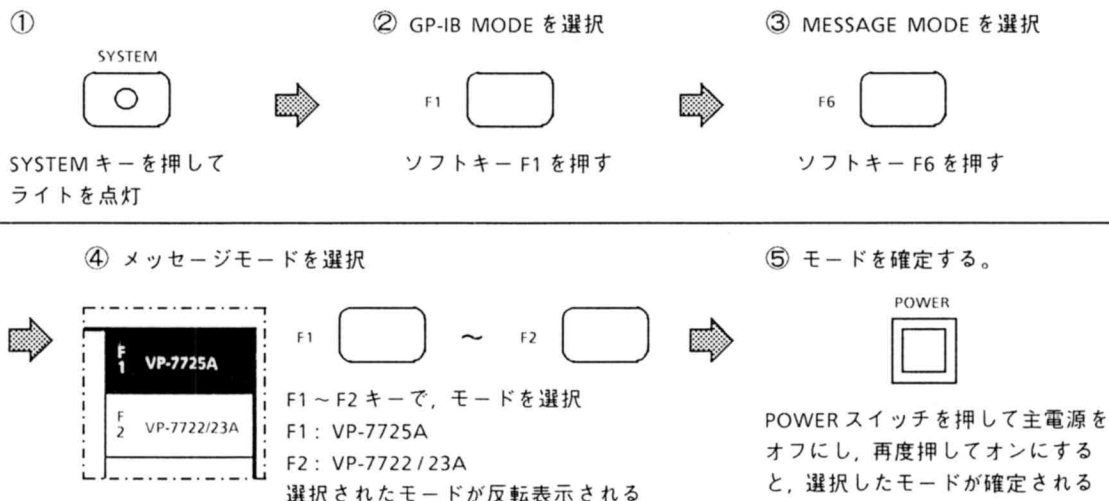 ①
SYSTEM
SYSTEM キーを押して
ライトを点灯
② GP-IB MODE を選択
F1
ソフトキー F1 を押す
③ MESSAGE MODE を選択
F6
ソフトキー F6 を押す
④ メッセージモードを選択
F1 VP-7725A
F2 VP-7722/23A
F1 ～ F2
F1～F2 キーで, モードを選択
F1 : VP-7725A
F2 : VP-7722 / 23A
選択されたモードが反転表示される
⑤ モードを確定する。
POWER
POWER スイッチを押して主電源を
オフにし, 再度押してオンにする
と, 選択したモードが確定される